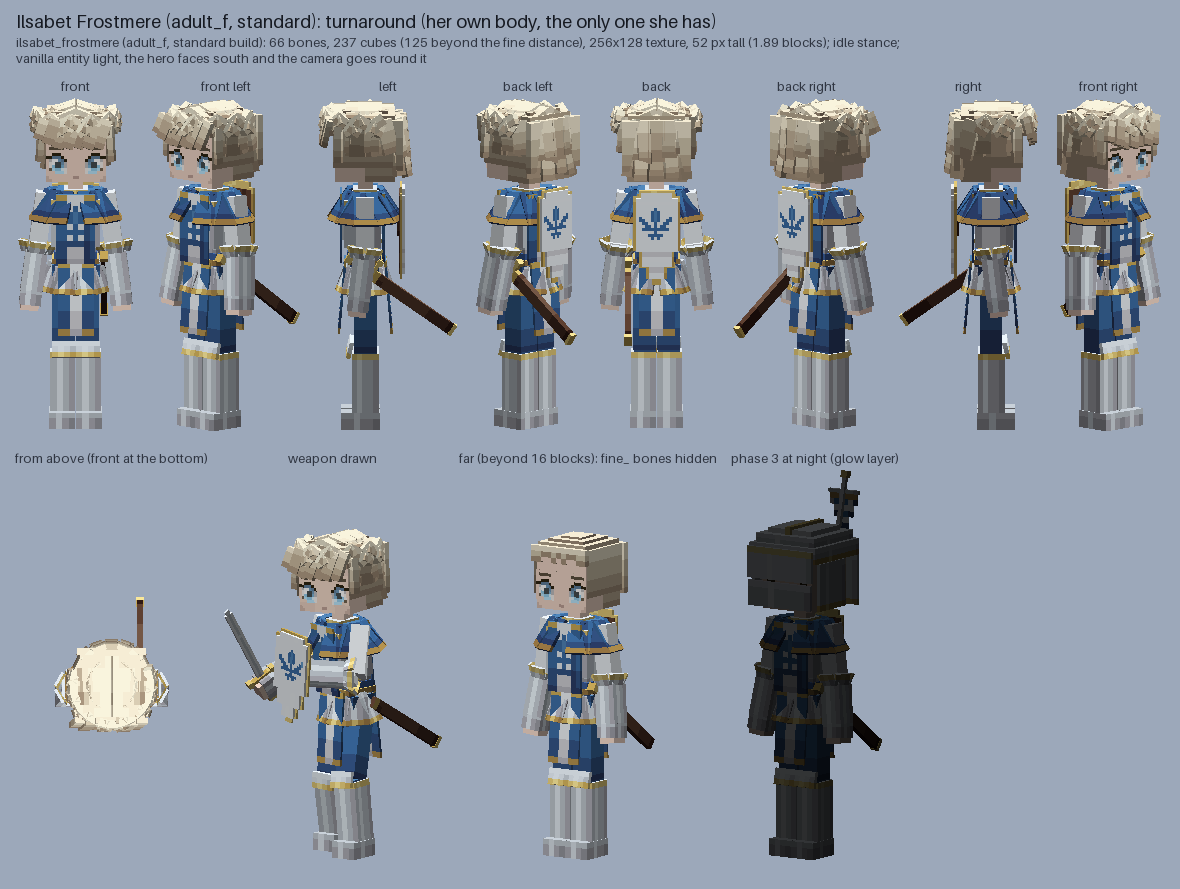 Ilsabet Frostmere (adult_f, standard): turnaround (her own body, the only one she has)
ilsabet_frostmere (adult_f, standard build): 66 bones, 237 cubes (125 beyond the fine distance), 256x128 texture, 52 px tall (1.89 blocks); idle stance;
vanilla entity light, the hero faces south and the camera goes round it
front
front left
left
back left
back
back right
right
front right
from above (front at the bottom)
weapon drawn
far (beyond 16 blocks): fine_ bones hidden
phase 3 at night (glow layer)